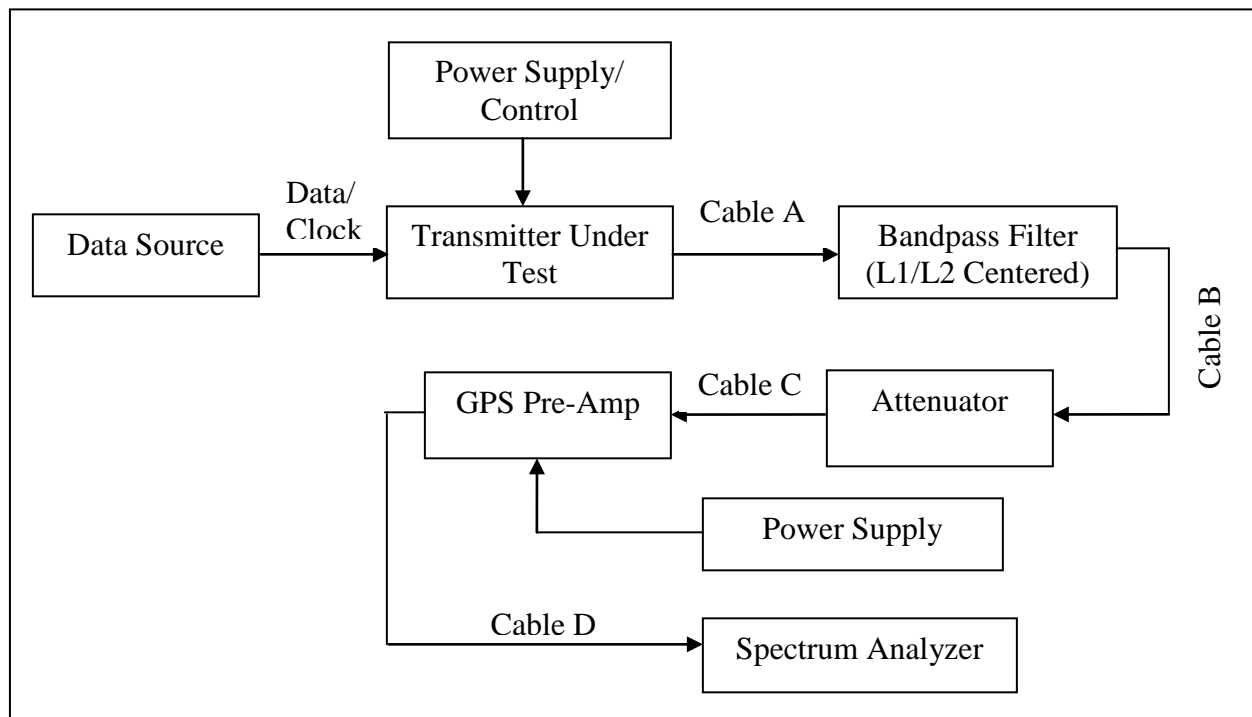 Power Supply/
Control
Data/
Clock
Data Source
Transmitter Under
Test
Cable A
Bandpass Filter
(L1/L2 Centered)
Cable B
GPS Pre-Amp
Cable C
Attenuator
Power Supply
Cable D
Spectrum Analyzer